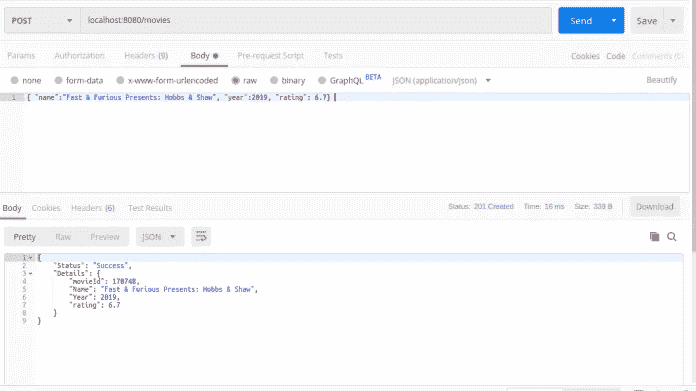 POST localhost:8080/movies Send Save
Params Authorization Headers (9) Body Pre-request Script Tests Cookies Code Comments (0)
none form-data x-www-form-urlencoded raw binary GraphQL BETA JSON (application/json) Beautify
1 { "name":"Fast & Furious Presents: Hobbs & Shaw", "year":2019, "rating": 6.7}
Body Cookies Headers (6) Test Results Status: 201 Created Time: 16 ms Size: 339 B Download
Pretty Raw Preview JSON
1 {
2 "Status": "Success",
3 "Details": {
4 "movieId": 170748,
5 "Name": "Fast & Furious Presents: Hobbs & Shaw",
6 "Year": 2019,
7 "rating": 6.7
8 }
9 }